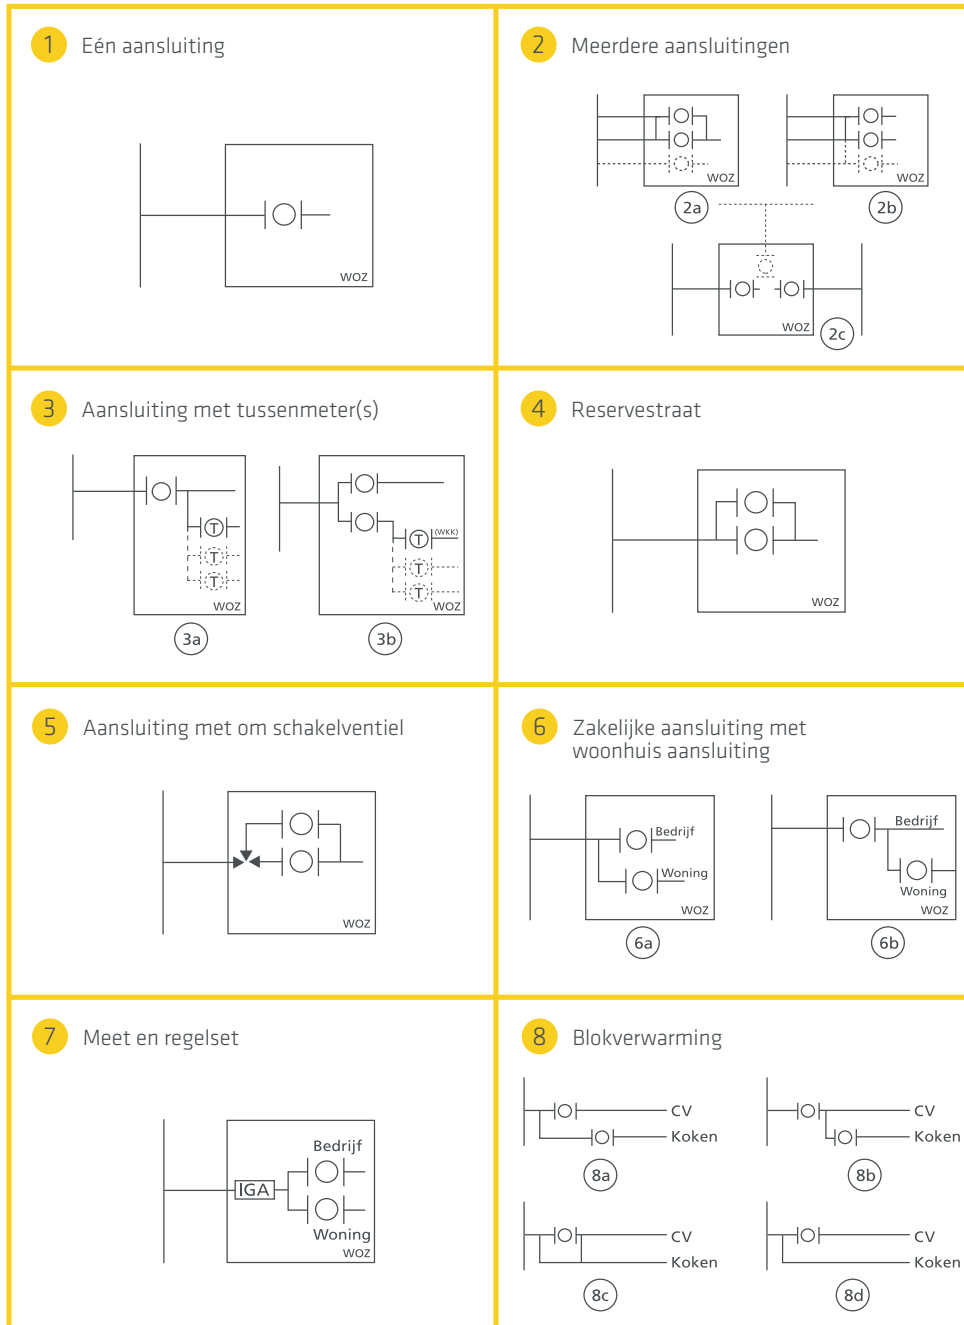 1 Eén aansluiting
WOZ
2 Meerdere aansluitingen
WOZ
2a
WOZ
2b
WOZ
2c
3 Aansluiting met tussenmeter(s)
T
T
T
WOZ
3a
T (WKK)
T
T
WOZ
3b
4 Reservestraat
WOZ
5 Aansluiting met om schakelventiel
WOZ
6 Zakelijke aansluiting met
woonhuis aansluiting
Bedrijf
Woning
WOZ
6a
Bedrijf
Woning
WOZ
6b
7 Meet en regelset
Bedrijf
IGA
Woning
WOZ
8 Blokverwarming
CV
Koken
8a
CV
Koken
8b
CV
Koken
8c
CV
Koken
8d